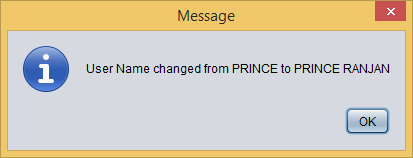 Message
User Name changed from PRINCE to PRINCE RANJAN
OK